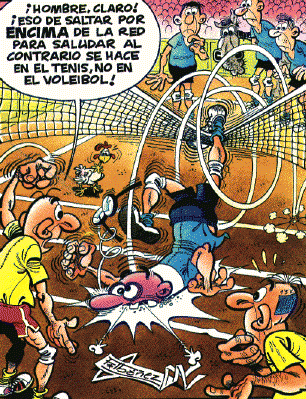 ¡HOMBRE, CLARO!
¡ESO DE SALTAR POR
ENCIMA DE LA RED
PARA SALUDAR AL
CONTRARIO SE HACE
EN EL TENIS, NO EN
EL VOLEIBOL!